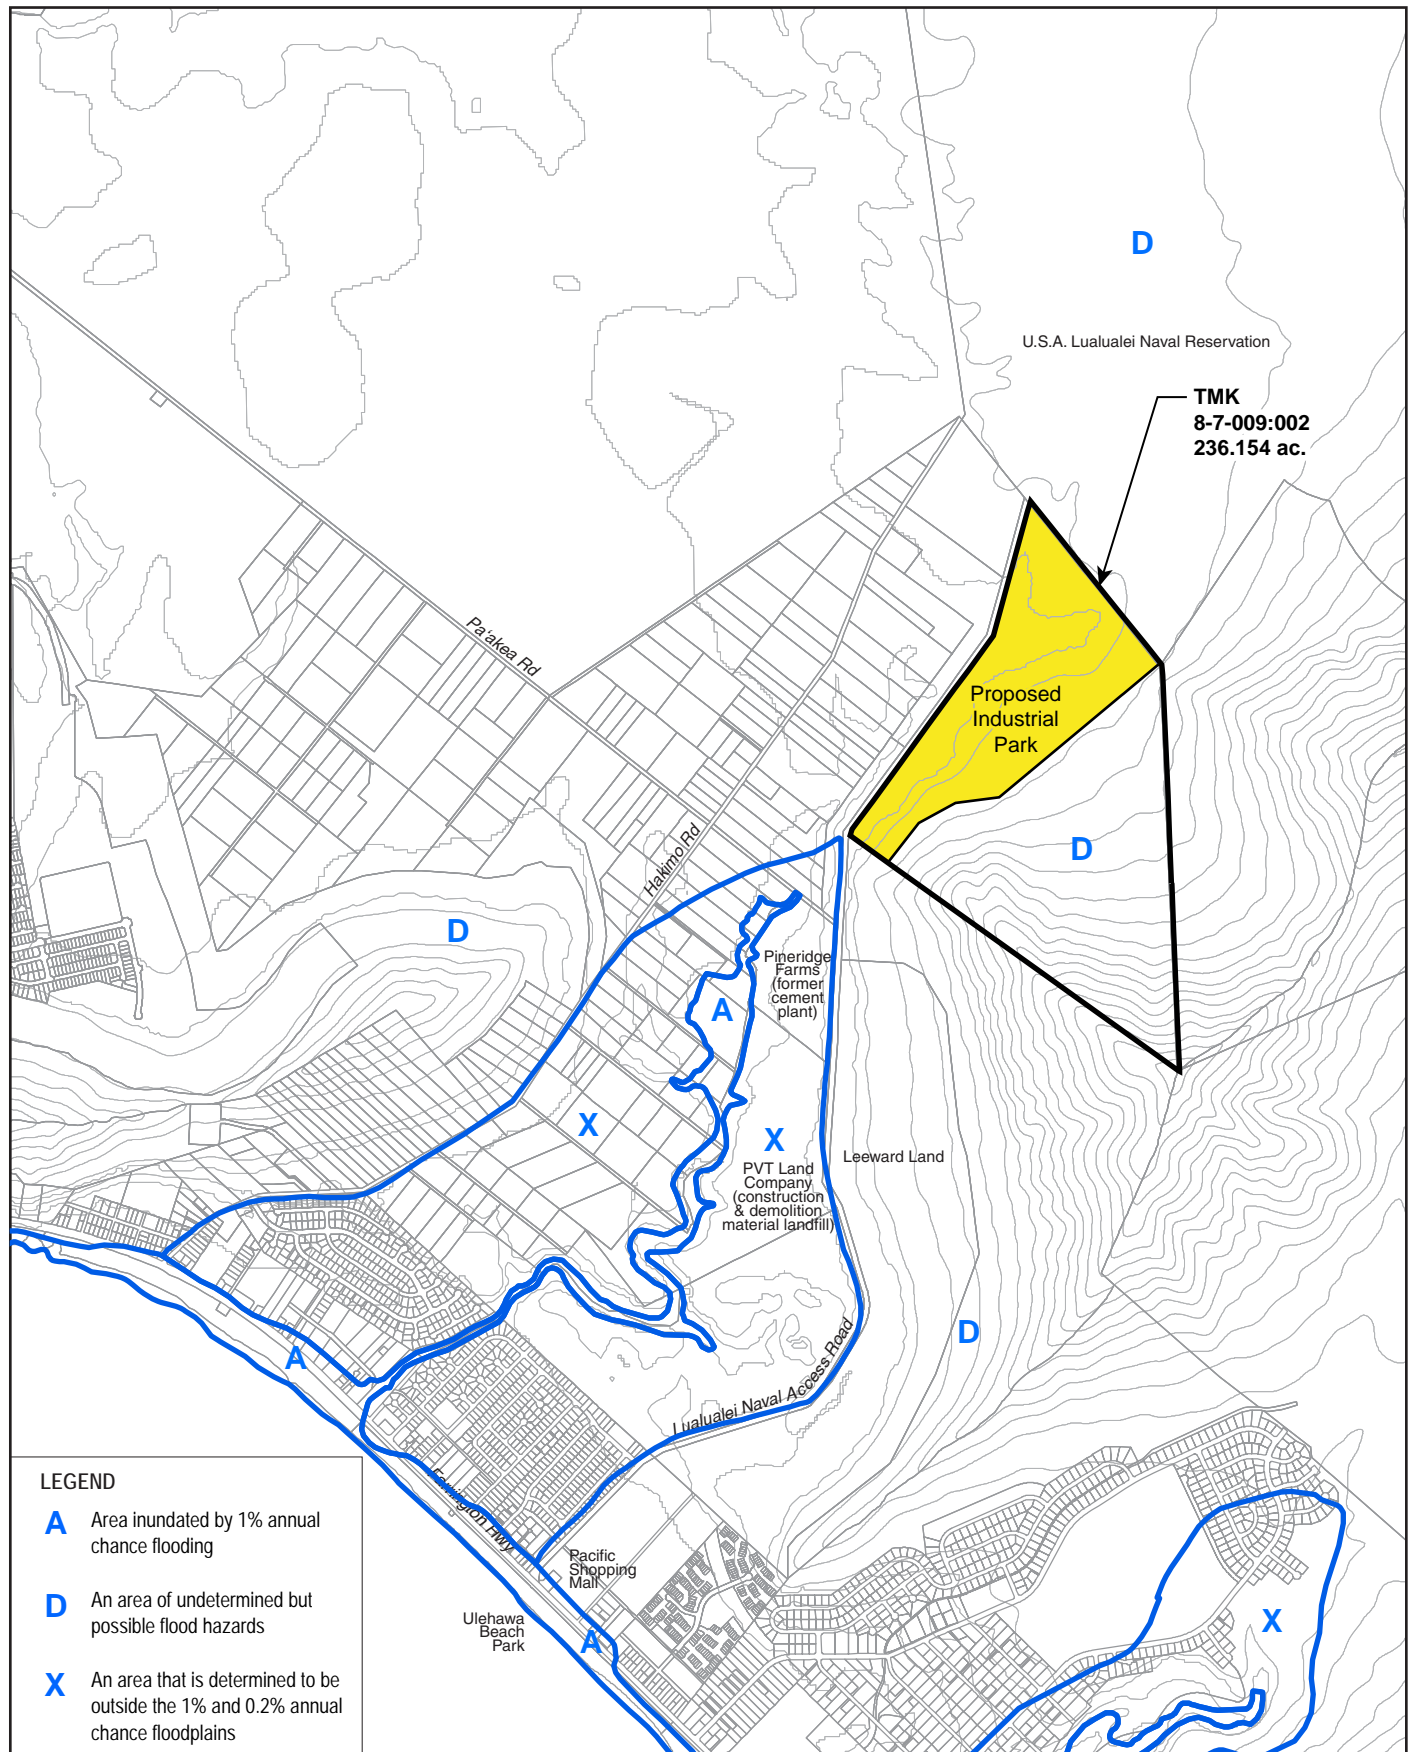 D
U.S.A. Lualualei Naval Reservation
TMK
8-7-009:002
236.154 ac.
Pa'akea Rd
Proposed
Industrial
Park
Hakimo Rd
D
D
Pineridge
Farms
(former
cement
plant)
A
X
X
PVT Land
Company
(construction
& demolition
material landfill)
Leeward Land
D
A
Lualualei Naval Access Road
Farrington Hwy
Pacific
Shopping
Mall
Ulehawa
Beach
Park
A
X
LEGEND
A Area inundated by 1% annual
chance flooding
D An area of undetermined but
possible flood hazards
X An area that is determined to be
outside the 1% and 0.2% annual
chance floodplains